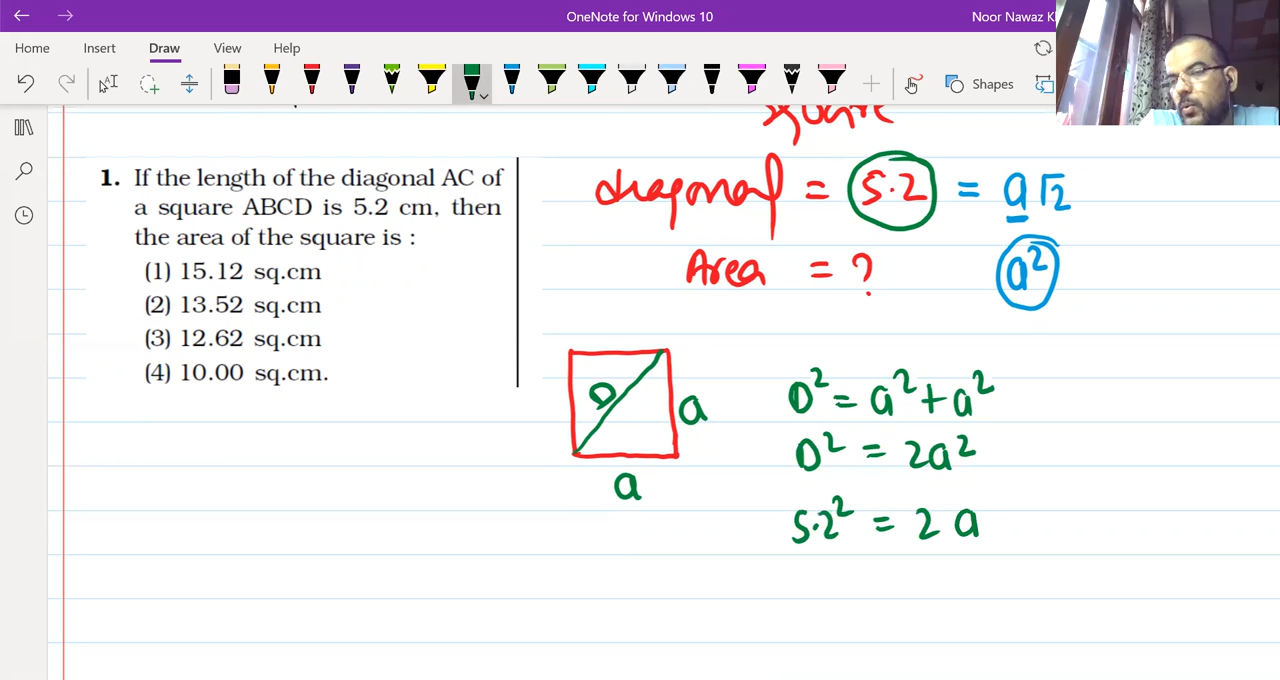 OneNote for Windows 10
Noor Nawaz K
Home Insert Draw View Help
Shapes
square
diagonal = 5.2 = a√2
Area = ?
a²
1. If the length of the diagonal AC of
a square ABCD is 5.2 cm, then
the area of the square is :
(1) 15.12 sq.cm
(2) 13.52 sq.cm
(3) 12.62 sq.cm
(4) 10.00 sq.cm.
D
a
a
D² = a² + a²
D² = 2a²
5.2² = 2 a